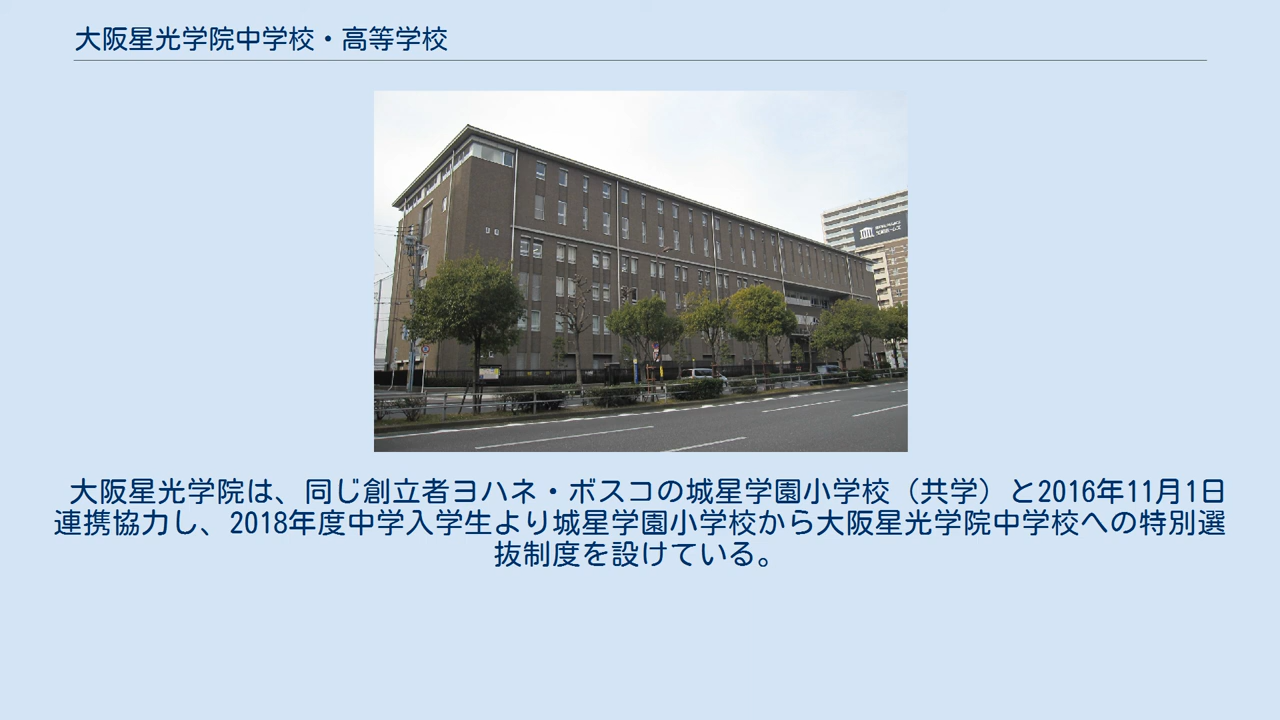 大阪星光学院中学校・高等学校
大阪星光学院は、同じ創立者ヨハネ・ボスコの城星学園小学校（共学）と2016年11月1日
連携協力し、2018年度中学入学生より城星学園小学校から大阪星光学院中学校への特別選
抜制度を設けている。